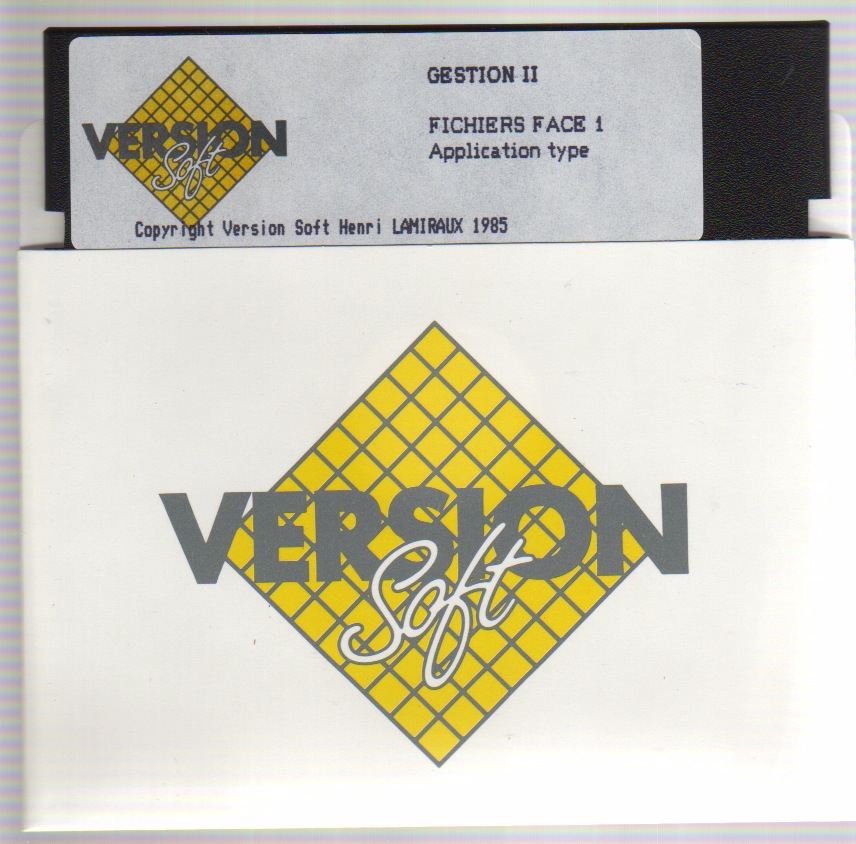 GESTION II
FICHIERS FACE 1
Application type
VERSION
Soft
Copyright Version Soft Henri LAMIRAUX 1985
VERSION
Soft